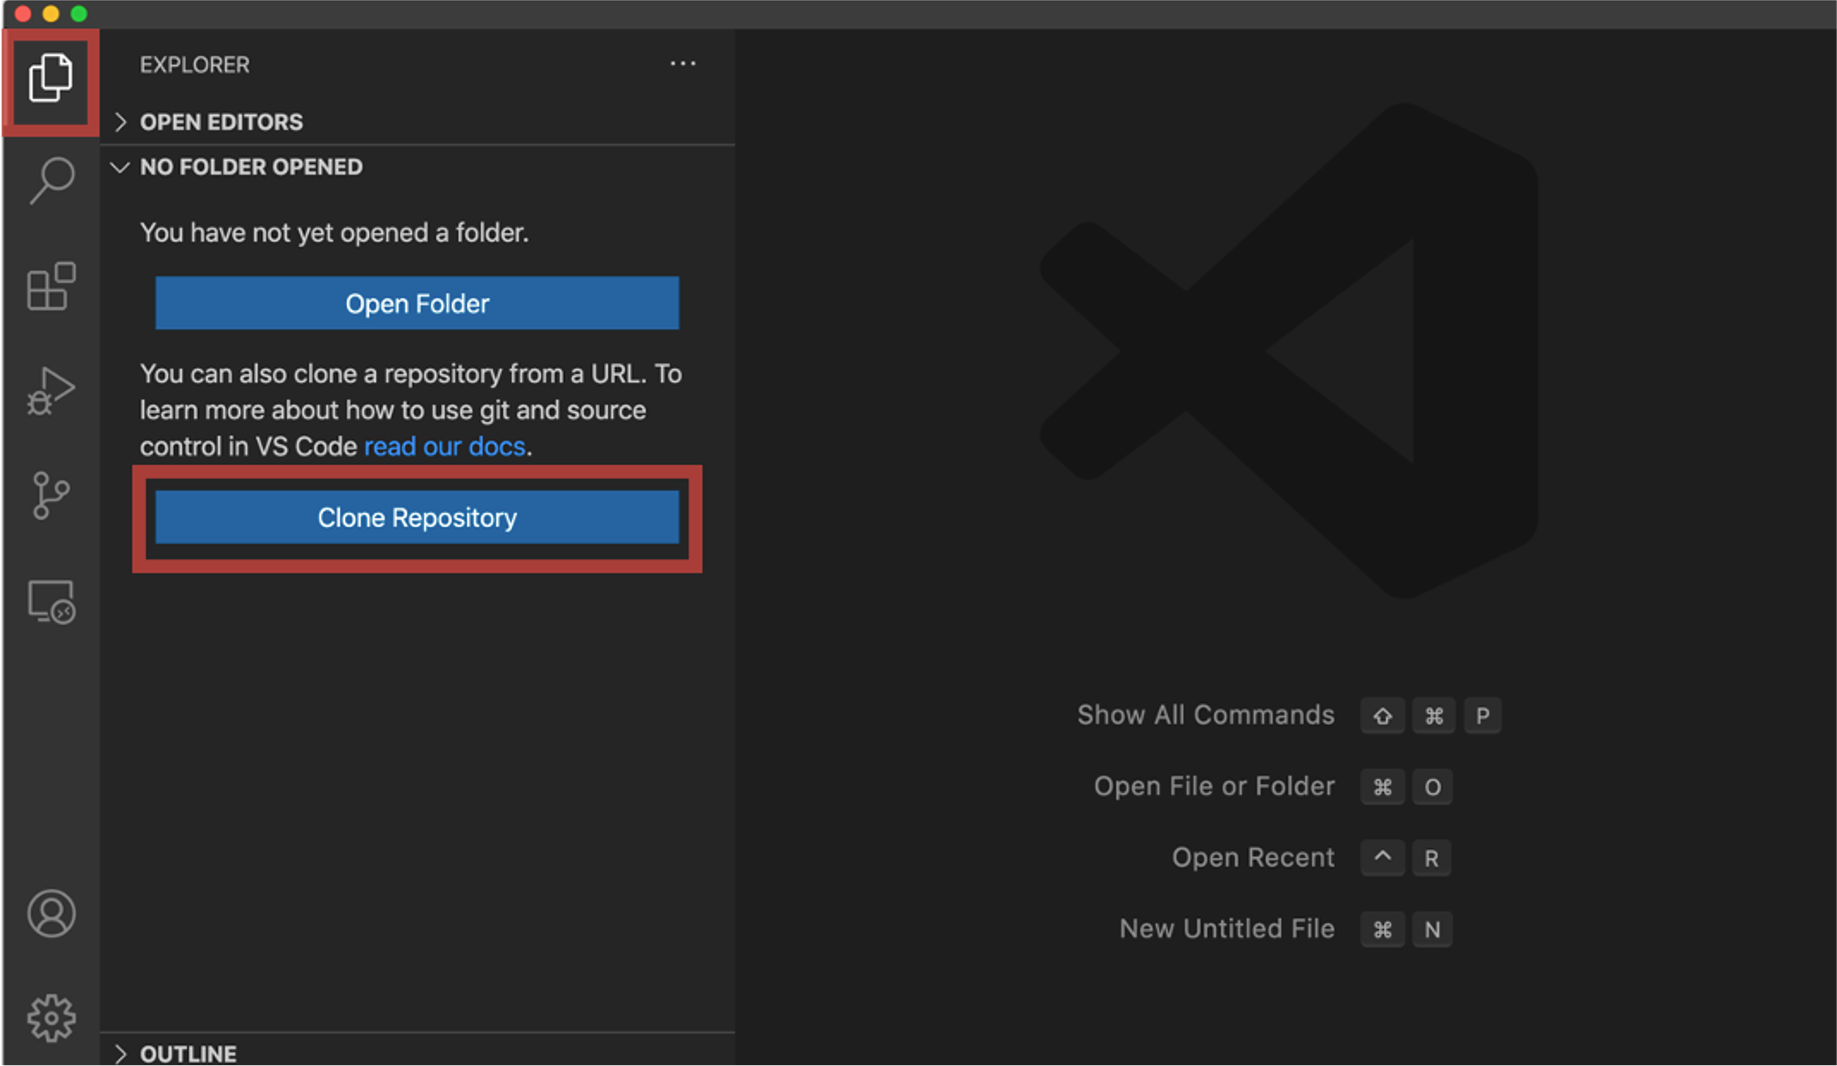 EXPLORER
···
OPEN EDITORS
NO FOLDER OPENED
You have not yet opened a folder.
Open Folder
You can also clone a repository from a URL. To
learn more about how to use git and source
control in VS Code read our docs.
Clone Repository
Show All Commands ⇧ ⌘ P
Open File or Folder ⌘ O
Open Recent ^ R
New Untitled File ⌘ N
OUTLINE